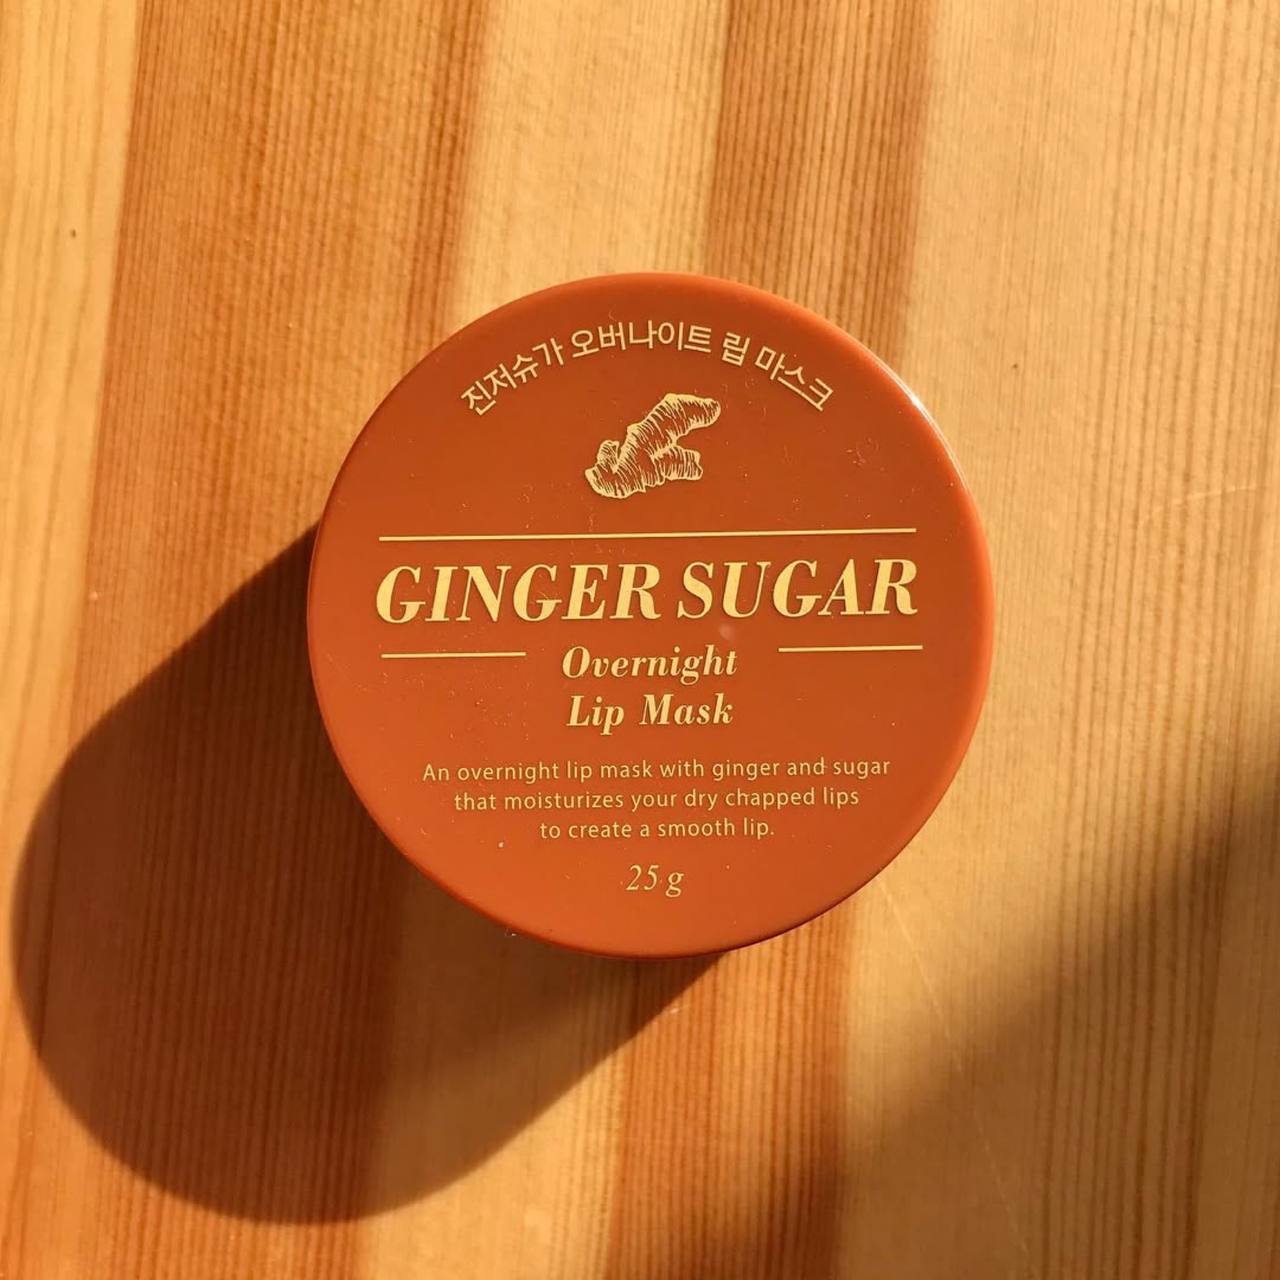 진저슈가 오버나이트 립 마스크
GINGER SUGAR
Overnight
Lip Mask
An overnight lip mask with ginger and sugar
that moisturizes your dry chapped lips
to create a smooth lip.
25 g